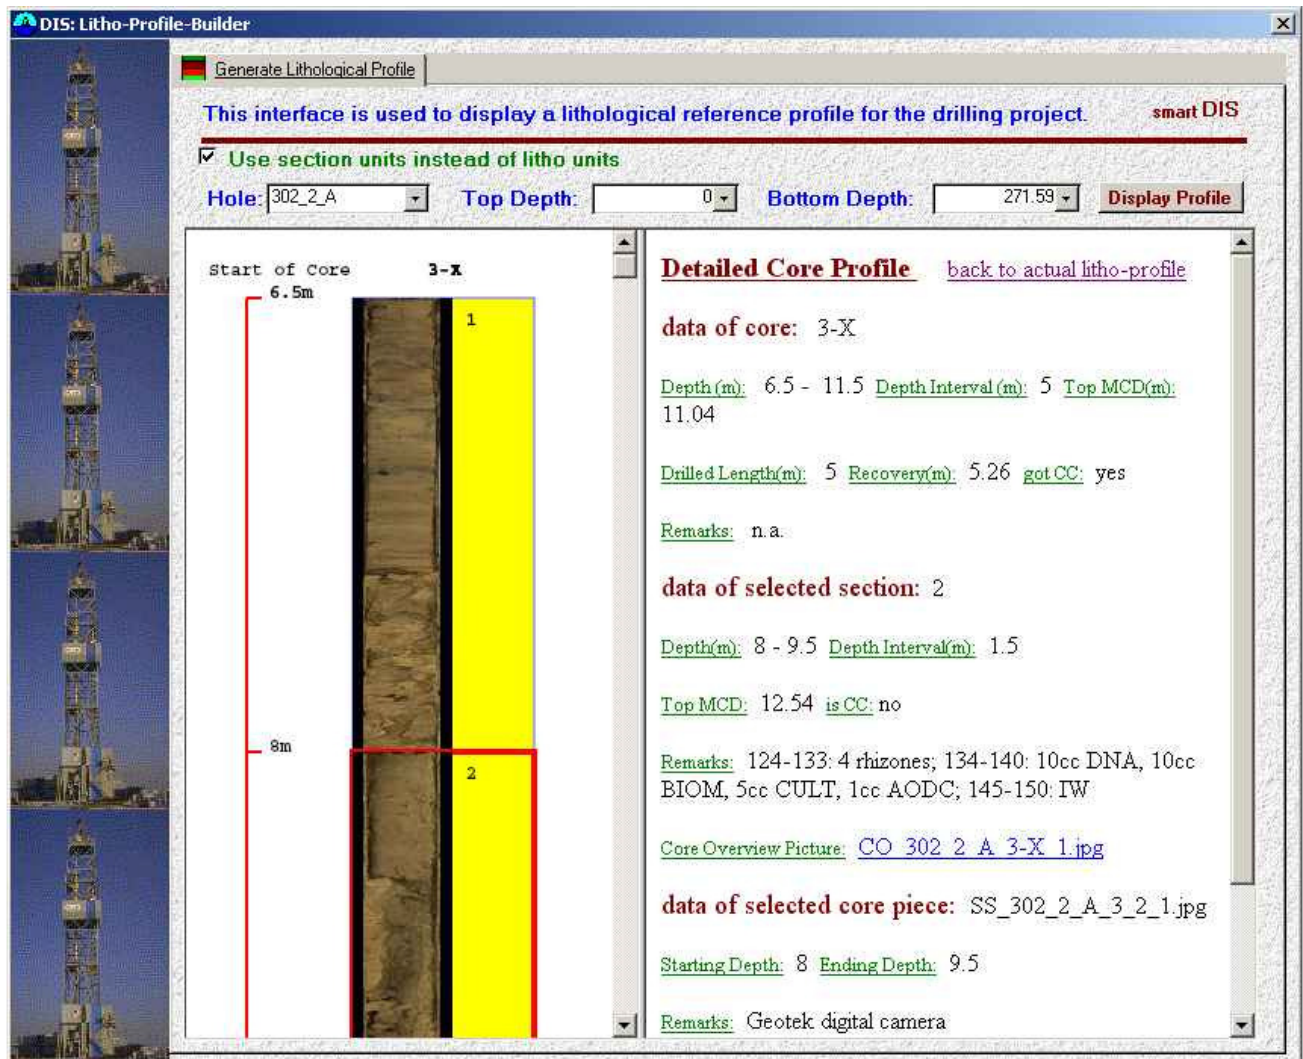 DIS: Litho-Profile-Builder
Generate Lithological Profile
This interface is used to display a lithological reference profile for the drilling project.
smart DIS
Use section units instead of litho units
Hole: 302_2_A Top Depth: 0 Bottom Depth: 271.59 Display Profile
Start of Core 3-X
6.5m
1
8m
2
Detailed Core Profile back to actual litho-profile
data of core: 3-X
Depth (m): 6.5 - 11.5 Depth Interval (m): 5 Top MCD(m):
11.04
Drilled Length(m): 5 Recovery(m): 5.26 got CC: yes
Remarks: n.a.
data of selected section: 2
Depth(m): 8 - 9.5 Depth Interval(m): 1.5
Top MCD: 12.54 is CC: no
Remarks: 124-133: 4 rhizones; 134-140: 10cc DNA, 10cc
BIOM, 5cc CULT, 1cc AODC; 145-150: IW
Core Overview Picture: CO_302_2_A_3-X_1.jpg
data of selected core piece: SS_302_2_A_3_2_1.jpg
Starting Depth: 8 Ending Depth: 9.5
Remarks: Geotek digital camera